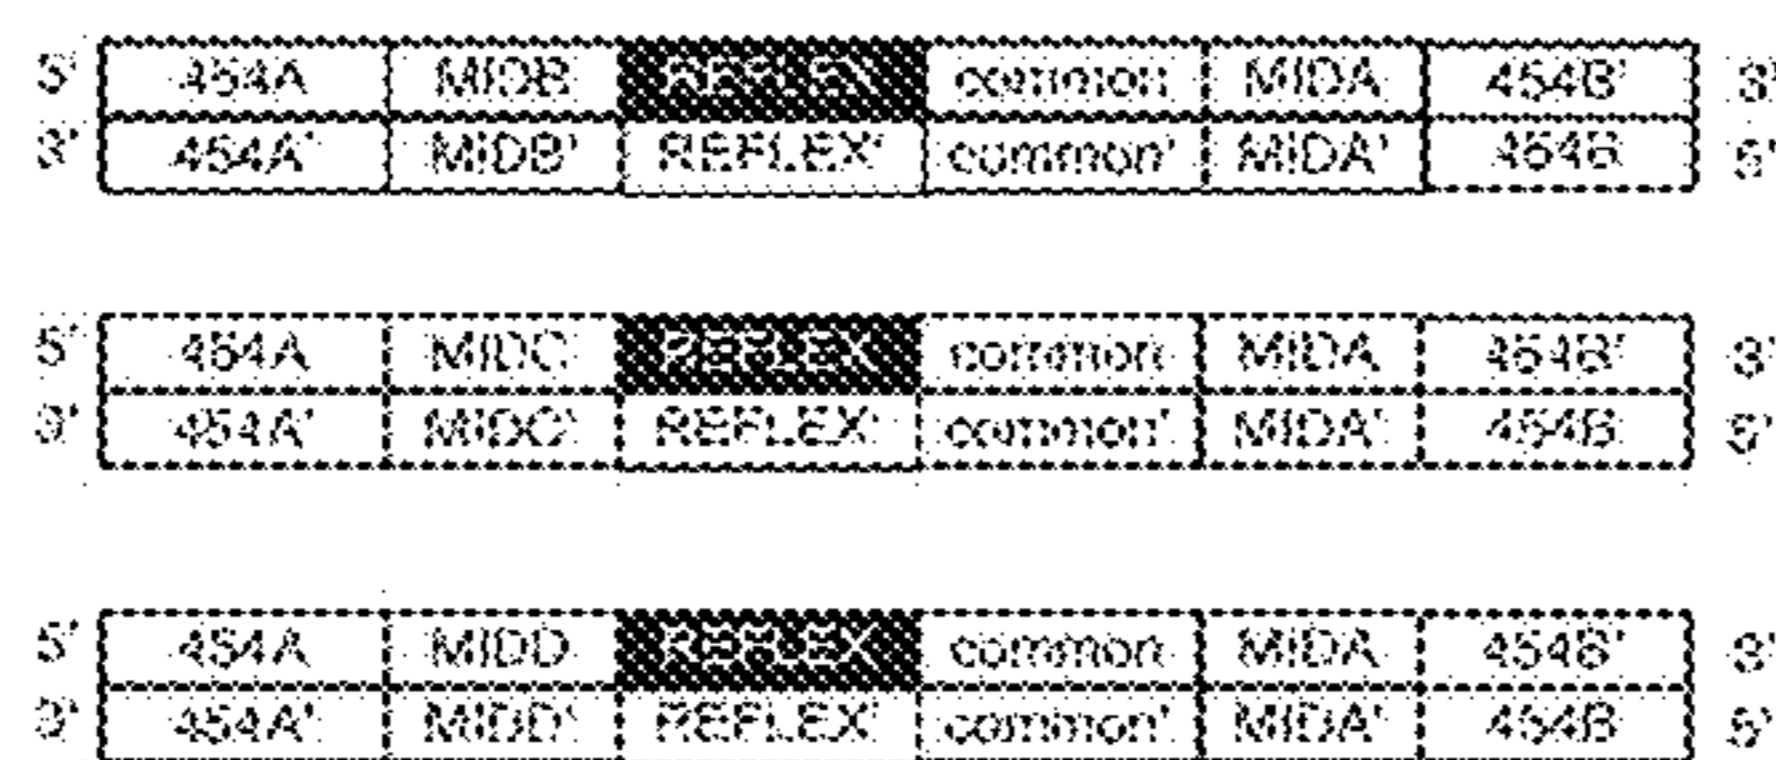 5' 454A MIDB REFLEX common MIDA 454B' 3'
3' 454A' MIDB' REFLEX' common' MIDA' 454B 5'
5' 454A MIDC REFLEX common MIDA 454B' 3'
3' 454A' MIDC' REFLEX' common' MIDA' 454B 5'
5' 454A MIDD REFLEX common MIDA 454B' 3'
3' 454A' MIDD' REFLEX' common' MIDA' 454B 5'